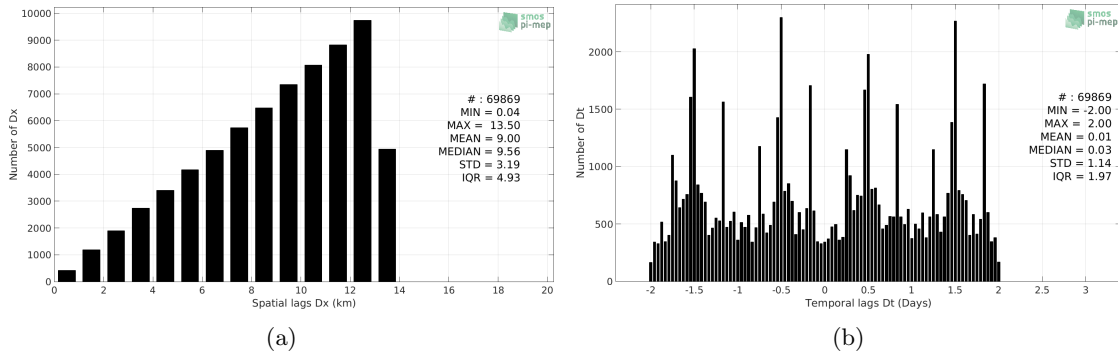 smos
pi-mep
10000
9000
8000
7000
6000
5000
4000
3000
2000
1000
0
Number of Dx
# : 69869
MIN = 0.04
MAX = 13.50
MEAN = 9.00
MEDIAN = 9.56
STD = 3.19
IQR = 4.93
0 2 4 6 8 10 12 14 16 18 20
Spatial lags Dx (km)
(a)
smos
pi-mep
2000
1500
1000
500
0
Number of Dt
# : 69869
MIN = -2.00
MAX = 2.00
MEAN = 0.01
MEDIAN = 0.03
STD = 1.14
IQR = 1.97
-2 -1.5 -1 -0.5 0 0.5 1 1.5 2 2.5 3
Temporal lags Dt (Days)
(b)